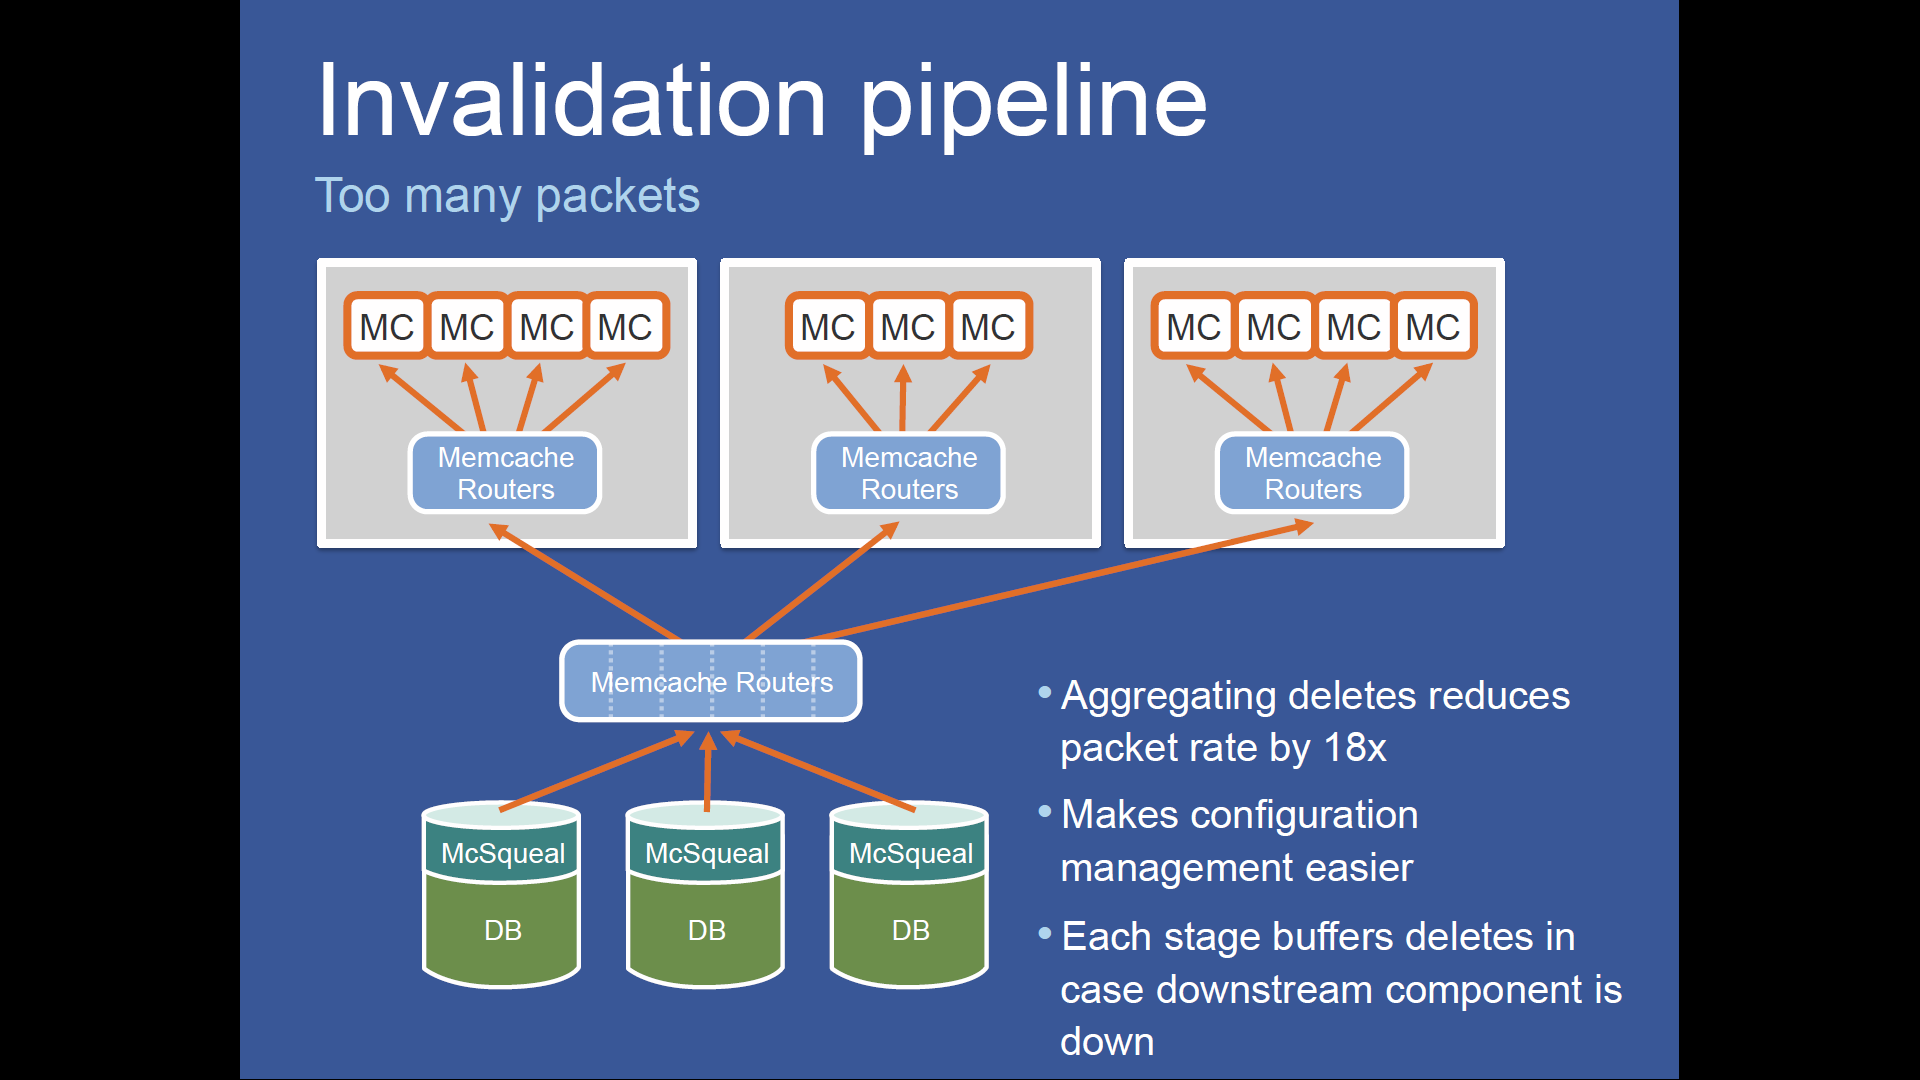 Invalidation pipeline
Too many packets
MC MC MC MC
MC MC MC
MC MC MC MC
Memcache
Routers
Memcache
Routers
Memcache
Routers
Memcache Routers
McSqueal
DB
McSqueal
DB
McSqueal
DB
• Aggregating deletes reduces
packet rate by 18x
• Makes configuration
management easier
• Each stage buffers deletes in
case downstream component is
down